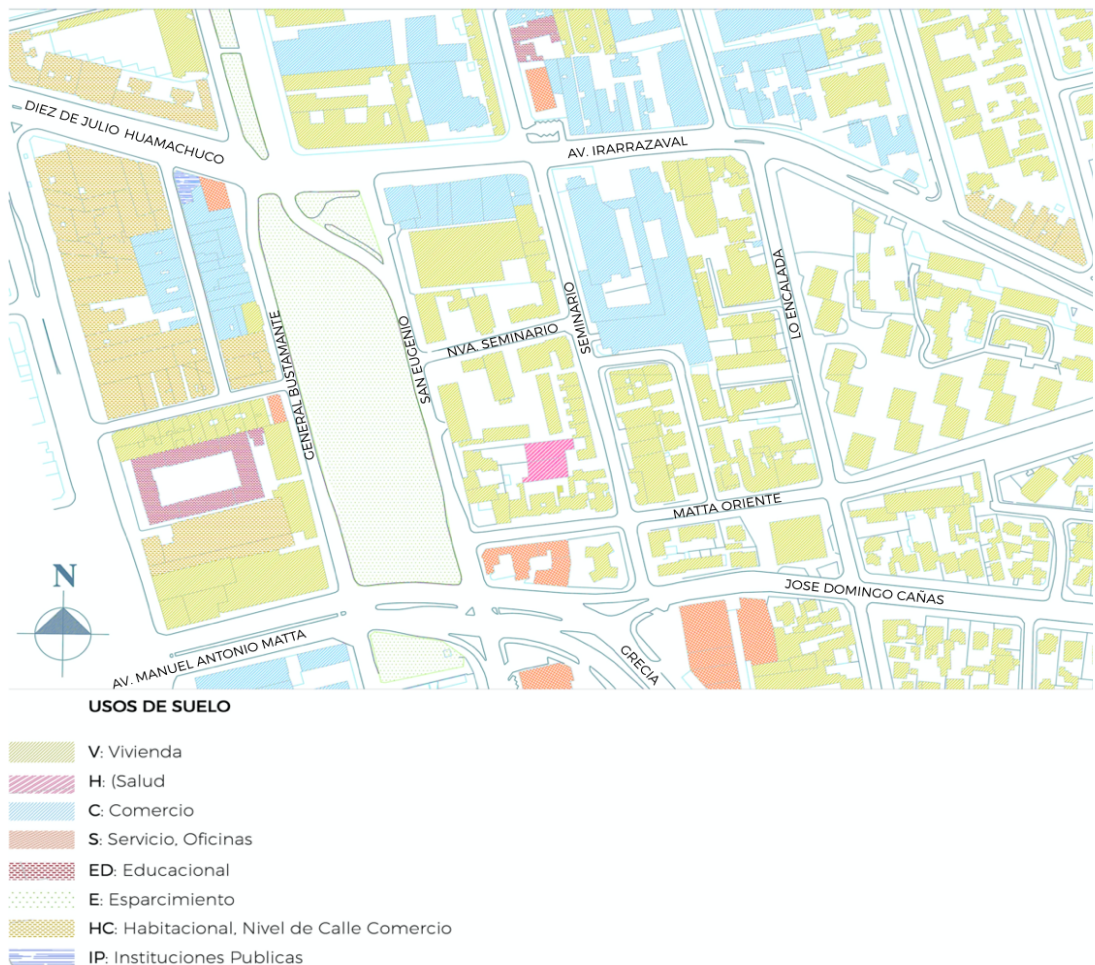 DIEZ DE JULIO HUAMACHUCO
AV. IRARRAZAVAL
LO ENCALADA
SEMINARIO
NVA. SEMINARIO
SAN EUGENIO
GENERAL BUSTAMANTE
MATTA ORIENTE
JOSE DOMINGO CAÑAS
GRECIA
AV. MANUEL ANTONIO MATTA
N
USOS DE SUELO
V: Vivienda
H: (Salud
C: Comercio
S: Servicio, Oficinas
ED: Educacional
E: Esparcimiento
HC: Habitacional, Nivel de Calle Comercio
IP: Instituciones Publicas